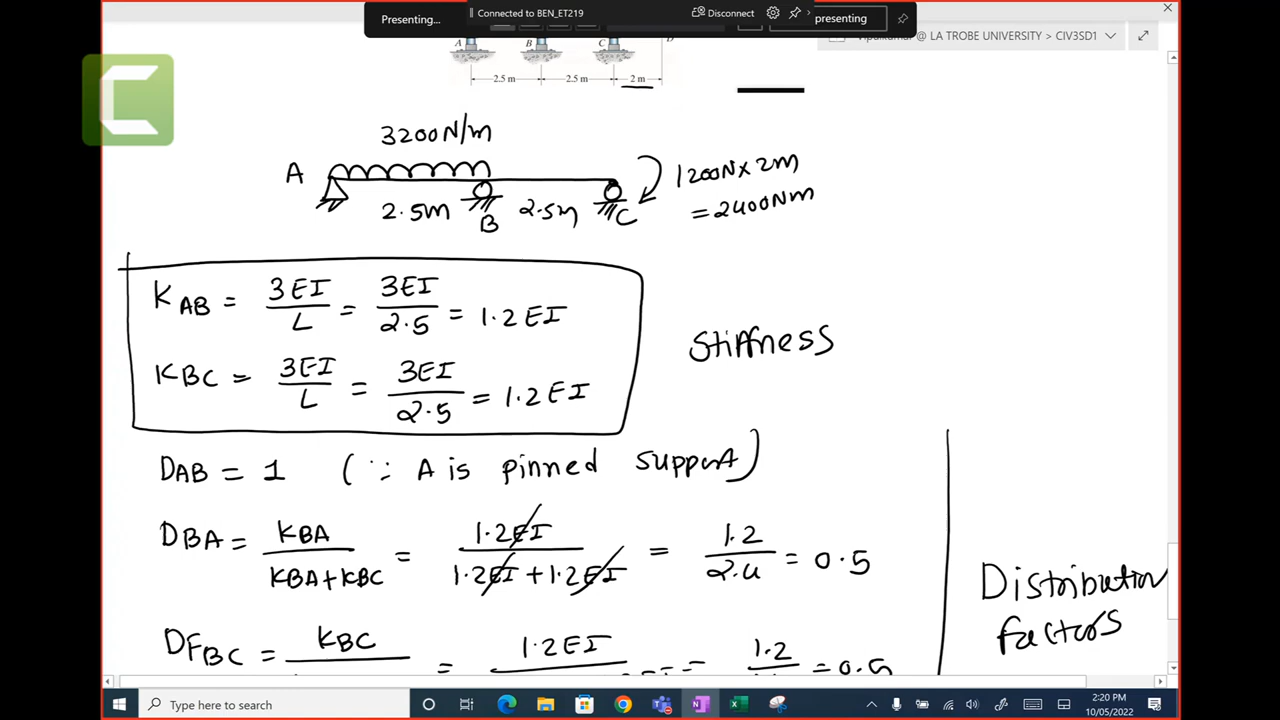 Presenting...
Connected to BEN_ET219
Disconnect
presenting
Vipulkumar @ LA TROBE UNIVERSITY > CIV3SD1
A B C D
2.5 m 2.5 m 2 m
3200N/m
A
1200N x 2m
= 2400Nm
2.5m B 2.5m C
KAB = 3EI/L = 3EI/2.5 = 1.2EI
KBC = 3EI/L = 3EI/2.5 = 1.2EI
Stiffness
DAB = 1 (∵ A is pinned support)
DBA = KBA/KBA+KBC = 1.2EI/1.2EI+1.2EI = 1.2/2.4 = 0.5
Distribution
factors
DFBC = KBC = 1.2EI = 1.2 = 0.5
Type here to search
2:20 PM
10/05/2022